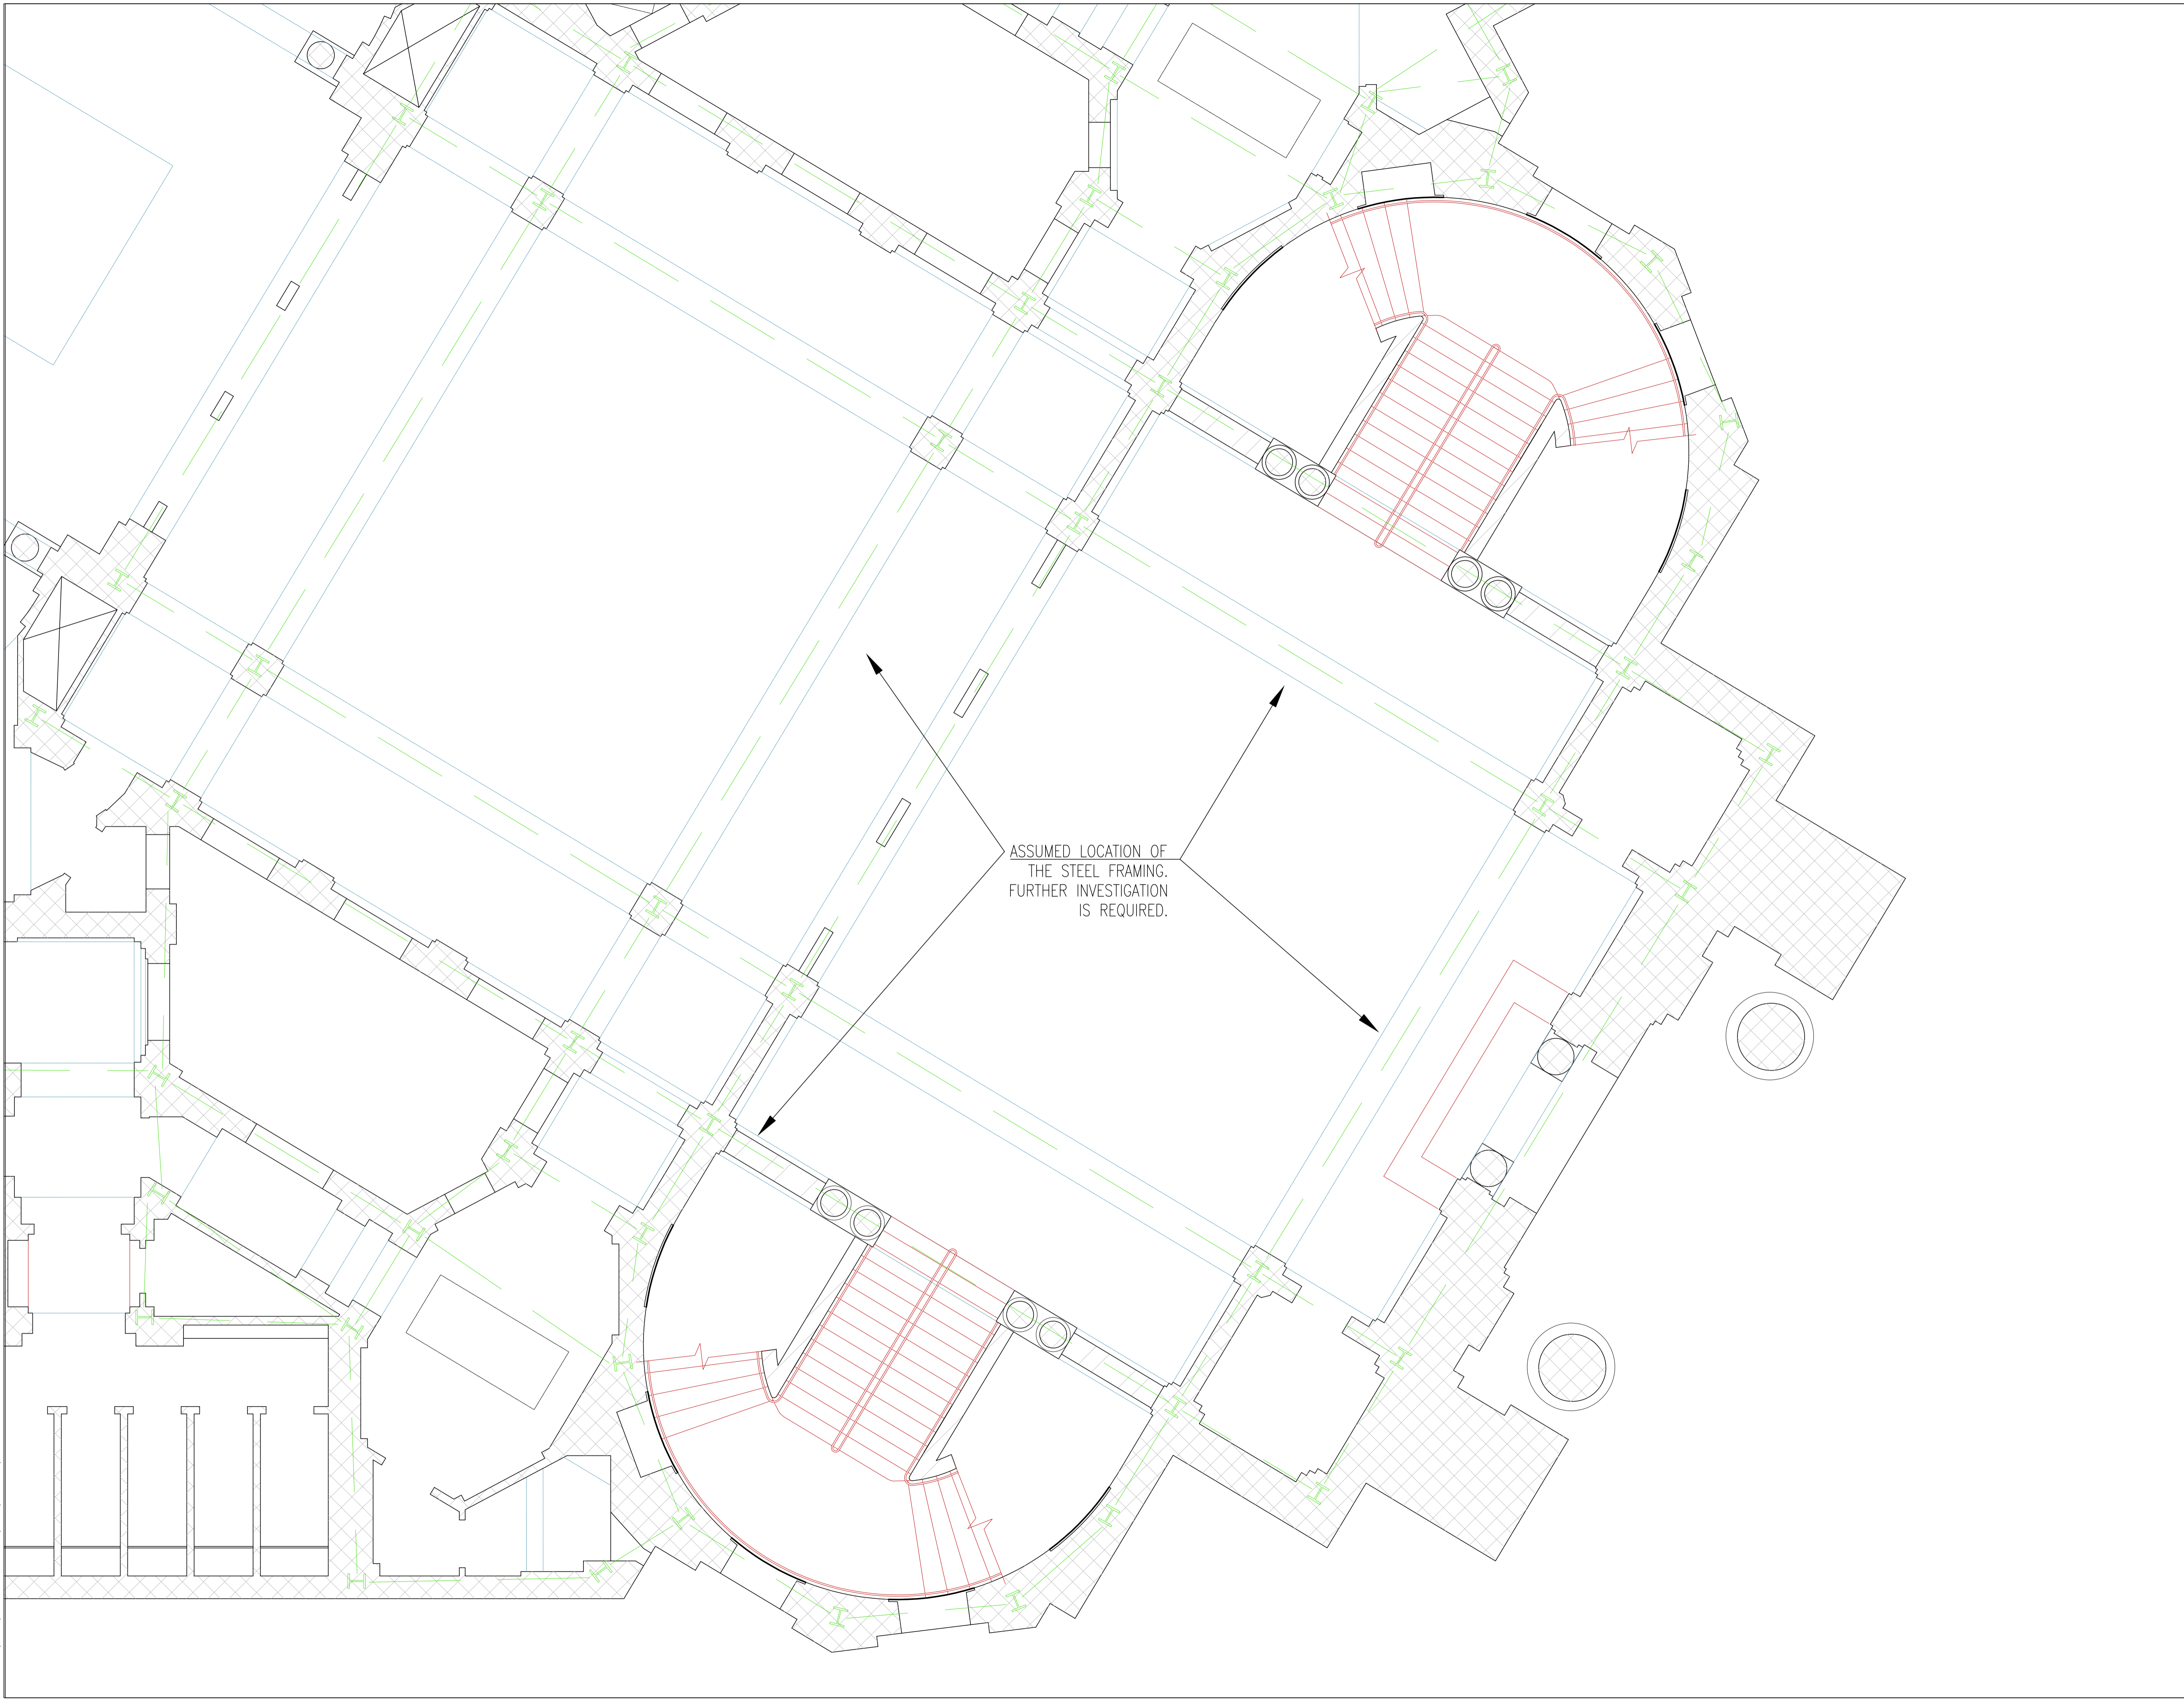 ASSUMED LOCATION OF
THE STEEL FRAMING.
FURTHER INVESTIGATION
IS REQUIRED.